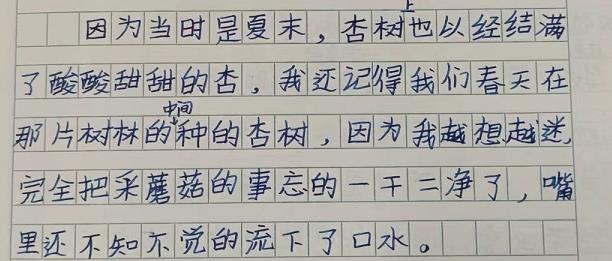 因为当时是夏末，杏树上也以经结满
了酸酸甜甜的杏，我还记得我们春天在
那片树林的中间种的杏树，因为我越想越迷，
完全把采蘑菇的事忘的一干二净了，嘴
里还不知不觉的流下了口水。